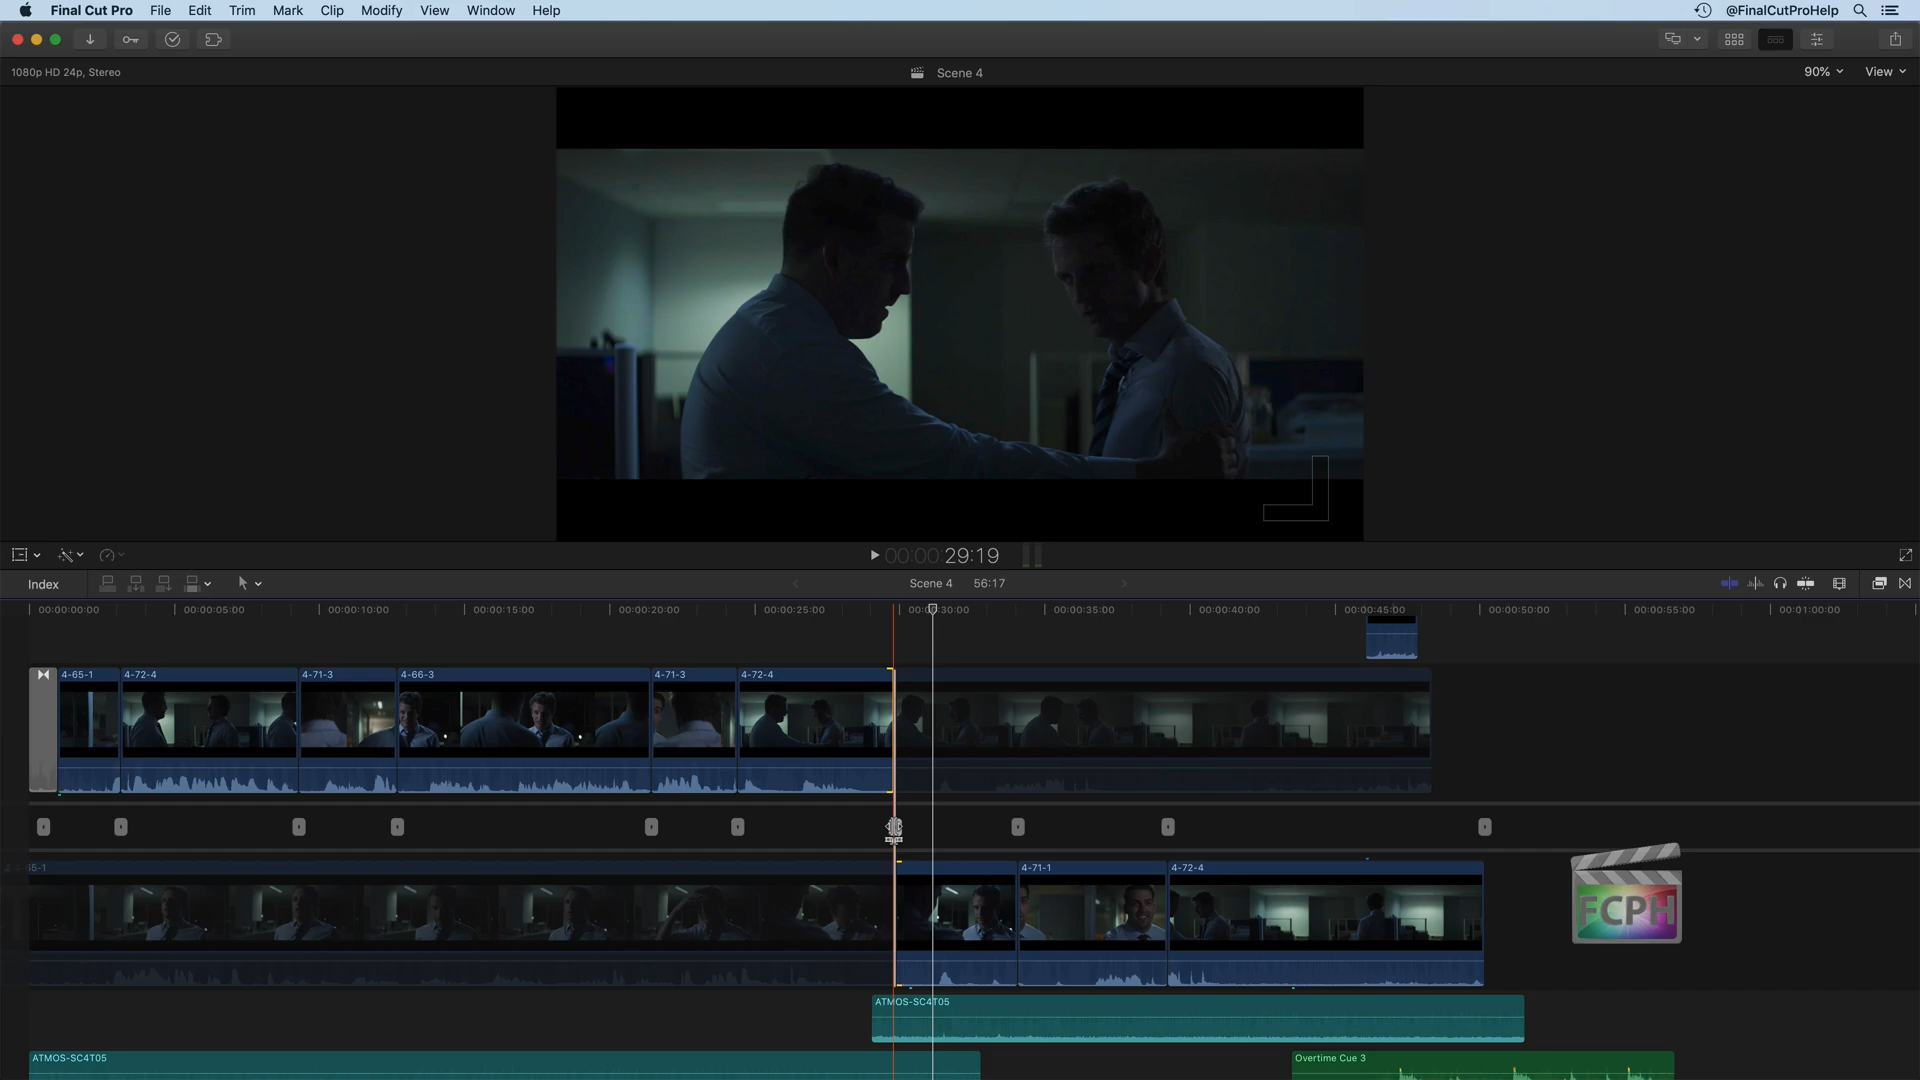 Final Cut Pro File Edit Trim Mark Clip Modify View Window Help @FinalCutProHelp
1080p HD 24p, Stereo Scene 4 90% View
00:00:29:19
Index Scene 4 56:17
00:00:00:00 00:00:05:00 00:00:10:00 00:00:15:00 00:00:20:00 00:00:25:00 00:00:30:00 00:00:35:00 00:00:40:00 00:00:45:00 00:00:50:00 00:00:55:00 00:01:00:00
4-65-1 4-72-4 4-71-3 4-66-3 4-71-3 4-72-4
65-1 4-71-1 4-72-4
FCPH
ATMOS-SC4T05
ATMOS-SC4T05 Overtime Cue 3